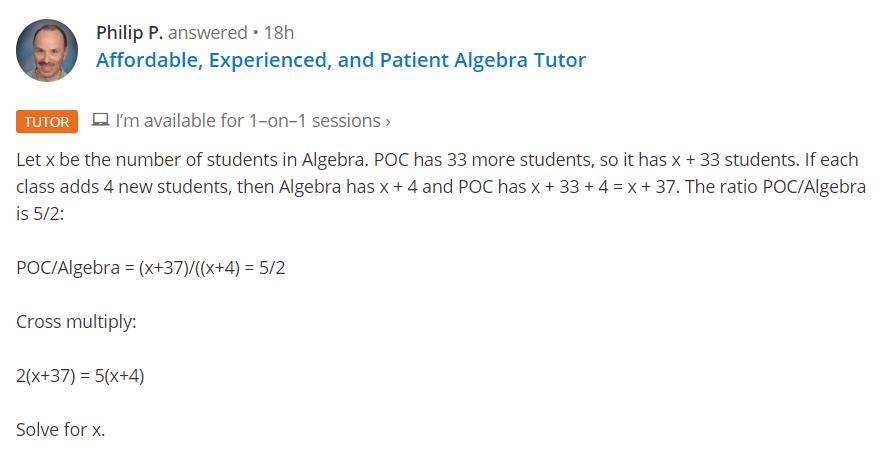 Philip P. answered • 18h
Affordable, Experienced, and Patient Algebra Tutor
TUTOR I'm available for 1–on–1 sessions ›
Let x be the number of students in Algebra. POC has 33 more students, so it has x + 33 students. If each
class adds 4 new students, then Algebra has x + 4 and POC has x + 33 + 4 = x + 37. The ratio POC/Algebra
is 5/2:
POC/Algebra = (x+37)/((x+4) = 5/2
Cross multiply:
2(x+37) = 5(x+4)
Solve for x.